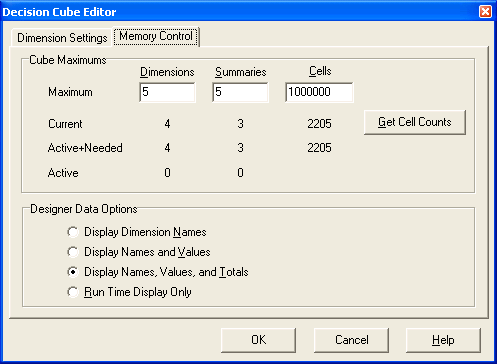 Decision Cube Editor
Dimension Settings Memory Control
Cube Maximums
Dimensions Summaries Cells
Maximum 5 5 1000000
Current 4 3 2205 Get Cell Counts
Active+Needed 4 3 2205
Active 0 0
Designer Data Options
Display Dimension Names
Display Names and Values
Display Names, Values, and Totals
Run Time Display Only
OK Cancel Help